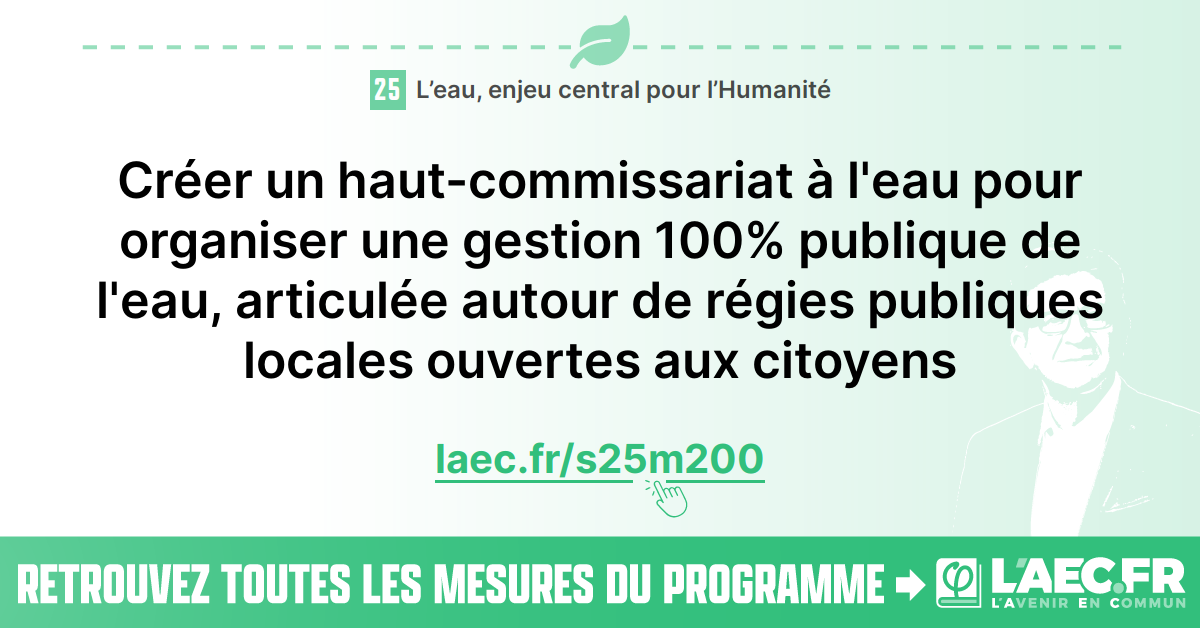 25 L’eau, enjeu central pour l’Humanité
Créer un haut-commissariat à l'eau pour
organiser une gestion 100% publique de
l'eau, articulée autour de régies publiques
locales ouvertes aux citoyens
laec.fr/s25m200
RETROUVEZ TOUTES LES MESURES DU PROGRAMME φ L'AEC.FR
L'AVENIR EN COMMUN